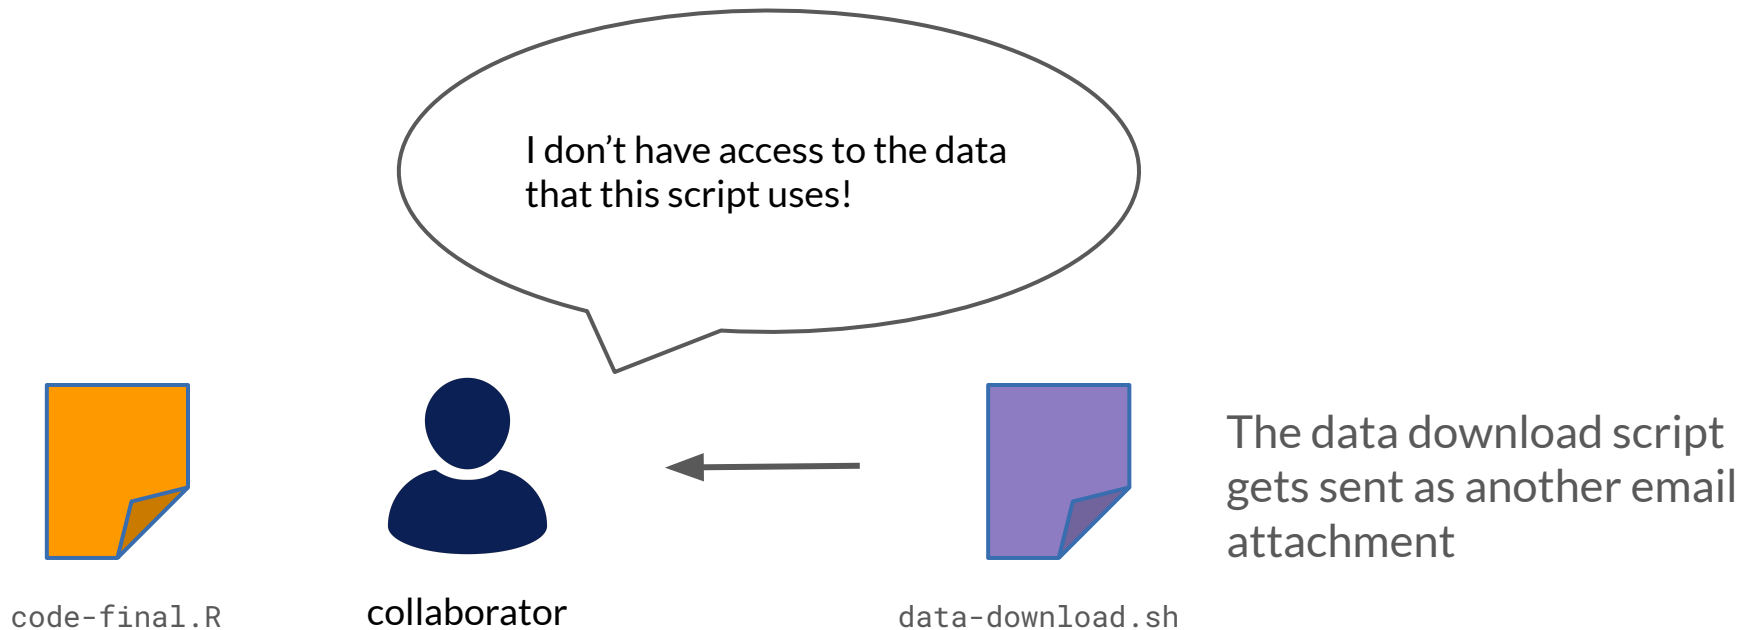 I don’t have access to the data
that this script uses!
The data download script
gets sent as another email
attachment
code-final.R
collaborator
data-download.sh